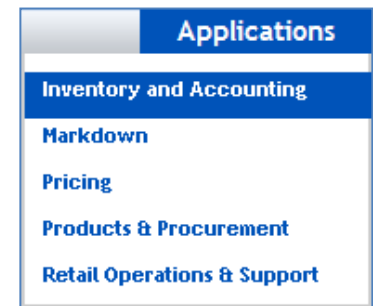 Applications
Inventory and Accounting
Markdown
Pricing
Products & Procurement
Retail Operations & Support